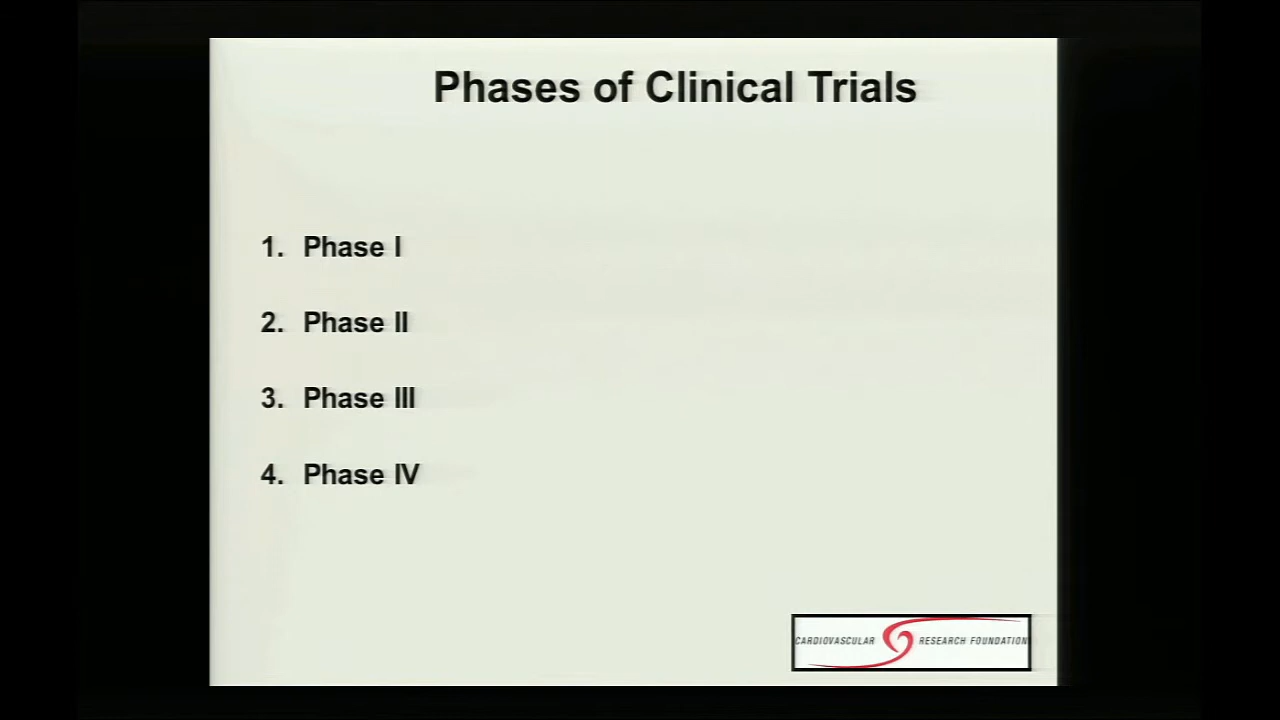 Phases of Clinical Trials
1. Phase I
2. Phase II
3. Phase III
4. Phase IV
CARDIOVASCULAR RESEARCH FOUNDATION